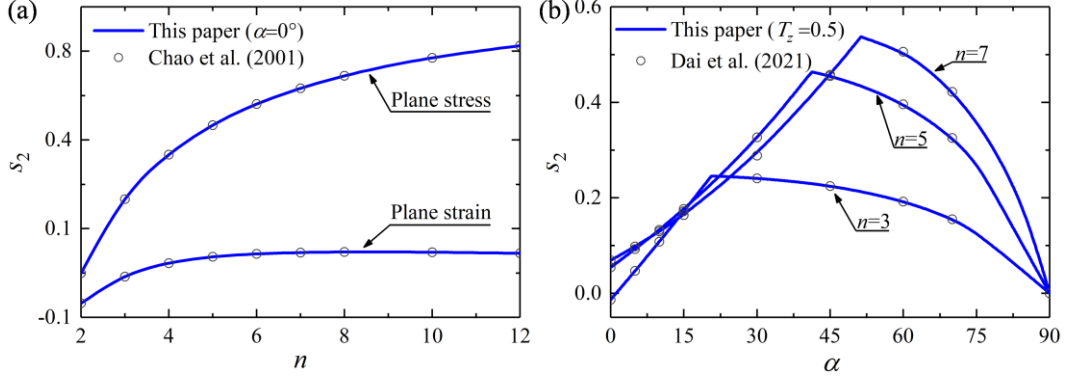 (a)
This paper (α=0°)
Chao et al. (2001)
0.8
Plane stress
0.4
s₂
0.1
Plane strain
-0.1
2 4 6 8 10 12
n
(b)
0.6
This paper (T_z=0.5)
Dai et al. (2021)
n=7
0.4
s₂
n=5
0.2
n=3
0.0
0 15 30 45 60 75 90
α